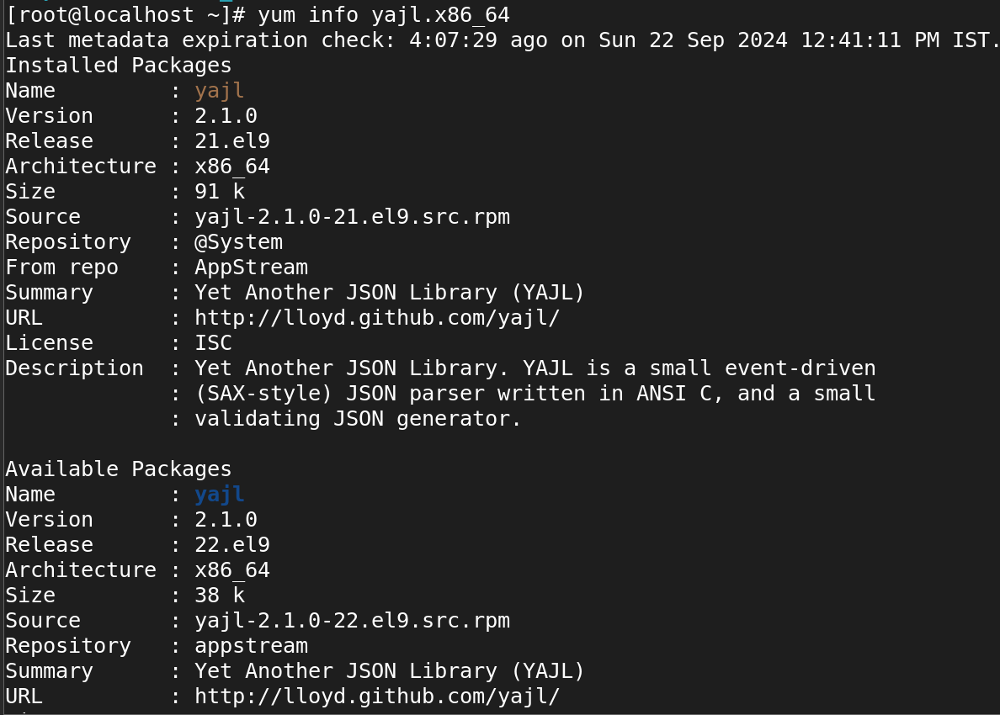 [root@localhost ~]# yum info yajl.x86_64
Last metadata expiration check: 4:07:29 ago on Sun 22 Sep 2024 12:41:11 PM IST.
Installed Packages
Name         : yajl
Version      : 2.1.0
Release      : 21.el9
Architecture : x86_64
Size         : 91 k
Source       : yajl-2.1.0-21.el9.src.rpm
Repository   : @System
From repo    : AppStream
Summary      : Yet Another JSON Library (YAJL)
URL          : http://lloyd.github.com/yajl/
License      : ISC
Description  : Yet Another JSON Library. YAJL is a small event-driven
             : (SAX-style) JSON parser written in ANSI C, and a small
             : validating JSON generator.

Available Packages
Name         : yajl
Version      : 2.1.0
Release      : 22.el9
Architecture : x86_64
Size         : 38 k
Source       : yajl-2.1.0-22.el9.src.rpm
Repository   : appstream
Summary      : Yet Another JSON Library (YAJL)
URL          : http://lloyd.github.com/yajl/